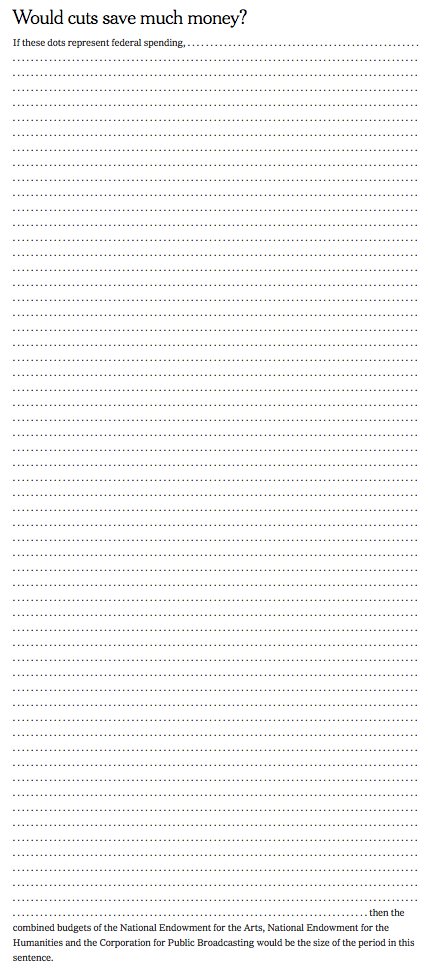 Would cuts save much money?
If these dots represent federal spending, . . . . . . . . . . . . . . . . . . . . . . . . . . . . . . . . . . . . . . . . . . . . . .
. . . . . . . . . . . . . . . . . . . . . . . . . . . . . . . . . . . . . . . . . . . . . . . . . . . . . . . . . . . . . . . . . . . . . . then the
combined budgets of the National Endowment for the Arts, National Endowment for the
Humanities and the Corporation for Public Broadcasting would be the size of the period in this
sentence.